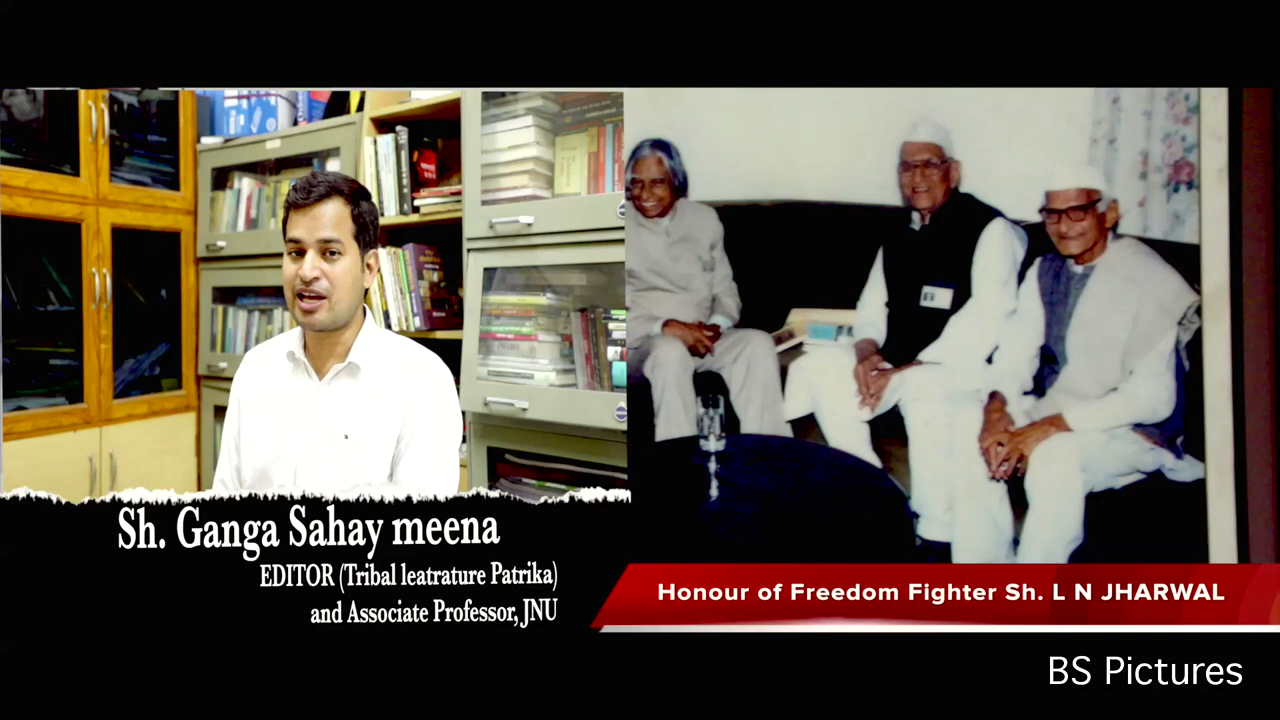 Sh. Ganga Sahay meena
EDITOR (Tribal leatrature Patrika)
and Associate Professor, JNU
Honour of Freedom Fighter Sh. L N JHARWAL
BS Pictures